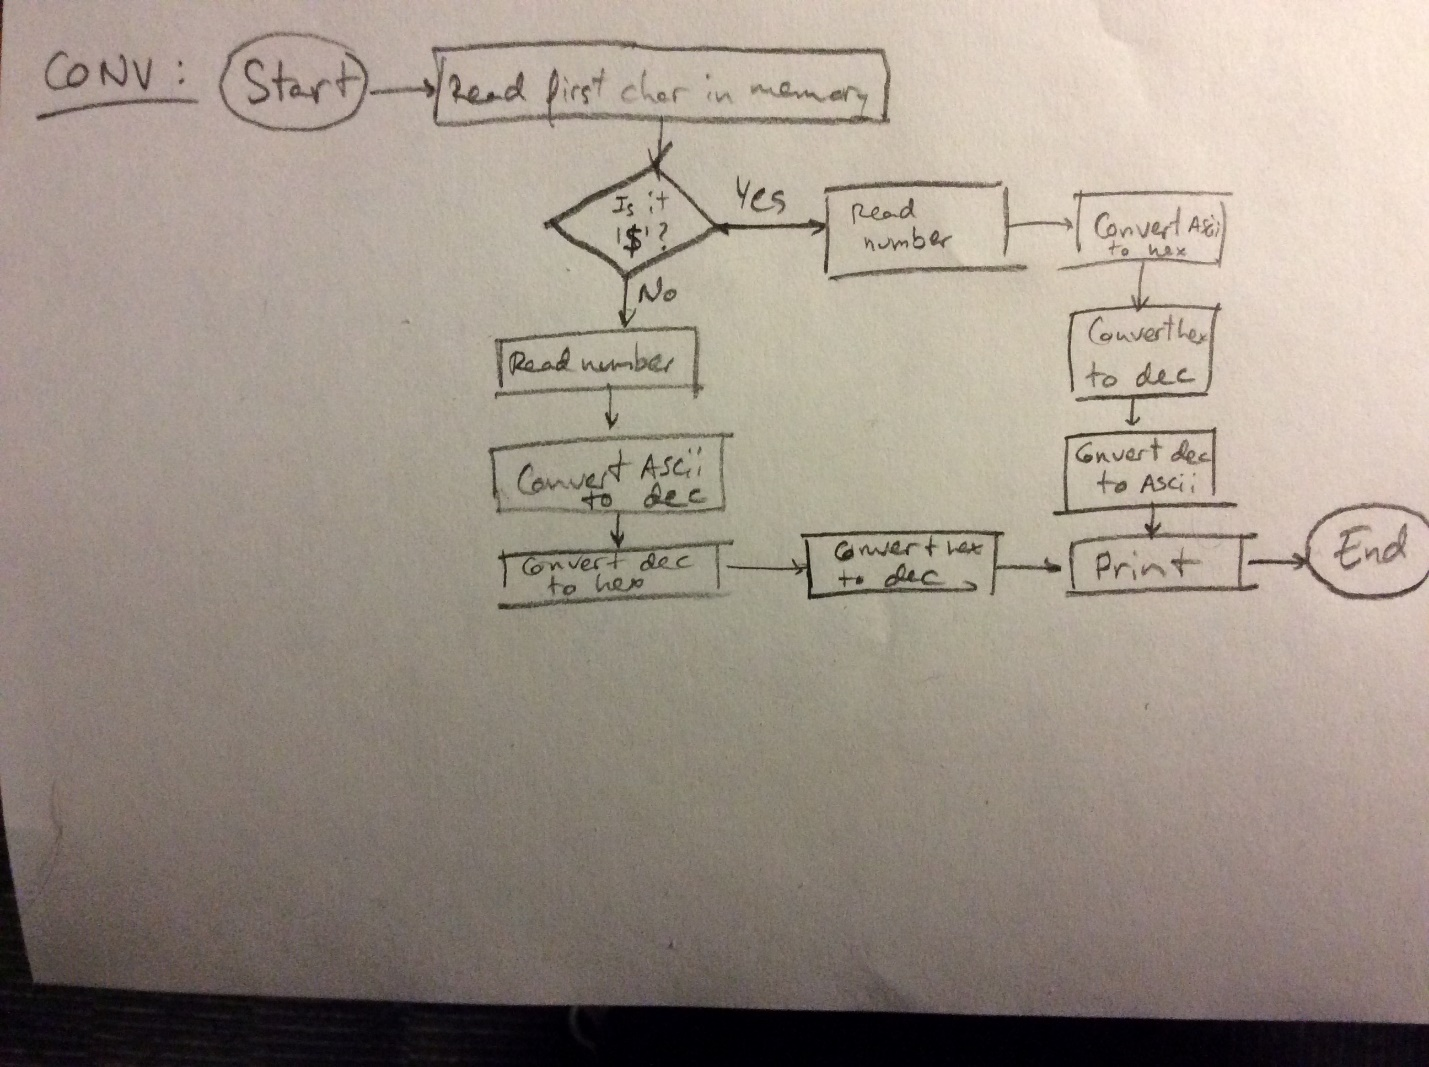 CONV:
Start
Read first char in memory
Is it
'$'?
Yes
Read
number
Convert Ascii
to hex
No
Convert hex
to dec
Read number
Convert dec
to Ascii
Convert Ascii
to dec
Convert dec
to hex
Convert hex
to dec
Print
End